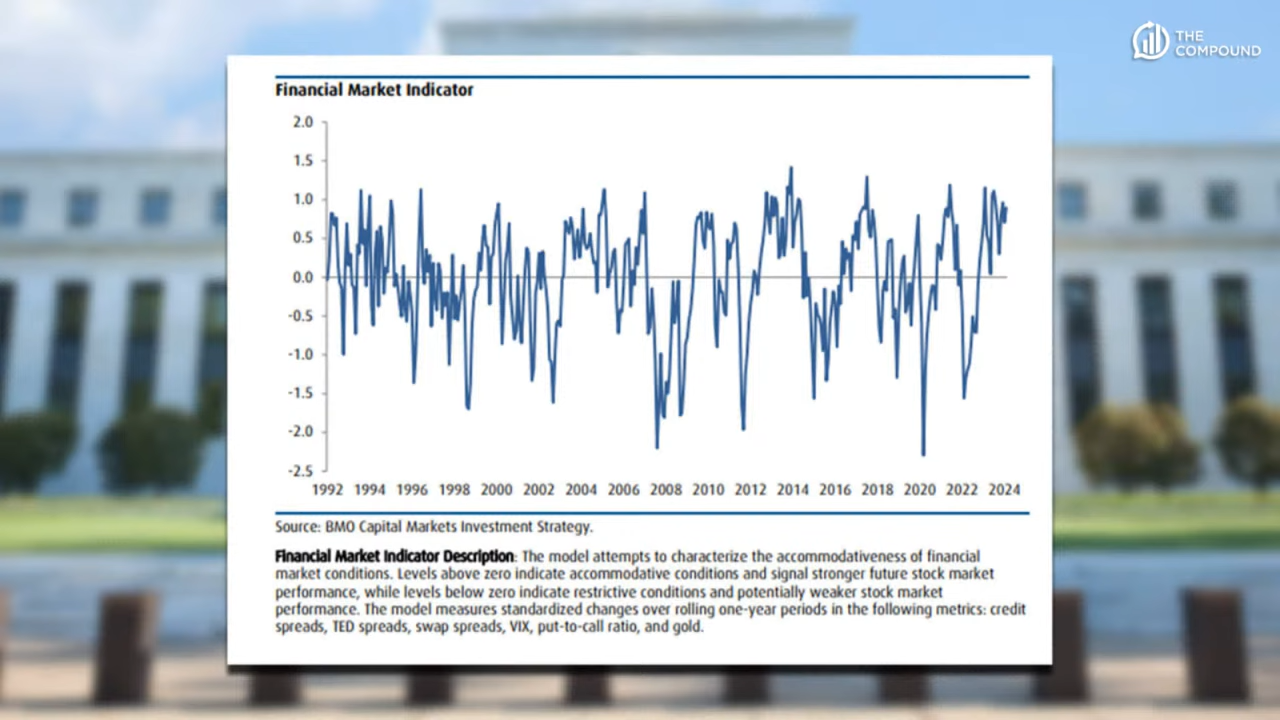 THE
COMPOUND
Financial Market Indicator
2.0
1.5
1.0
0.5
0.0
-0.5
-1.0
-1.5
-2.0
-2.5
1992 1994 1996 1998 2000 2002 2004 2006 2008 2010 2012 2014 2016 2018 2020 2022 2024
Source: BMO Capital Markets Investment Strategy.
Financial Market Indicator Description: The model attempts to characterize the accommodativeness of financial
market conditions. Levels above zero indicate accommodative conditions and signal stronger future stock market
performance, while levels below zero indicate restrictive conditions and potentially weaker stock market
performance. The model measures standardized changes over rolling one-year periods in the following metrics: credit
spreads, TED spreads, swap spreads, VIX, put-to-call ratio, and gold.